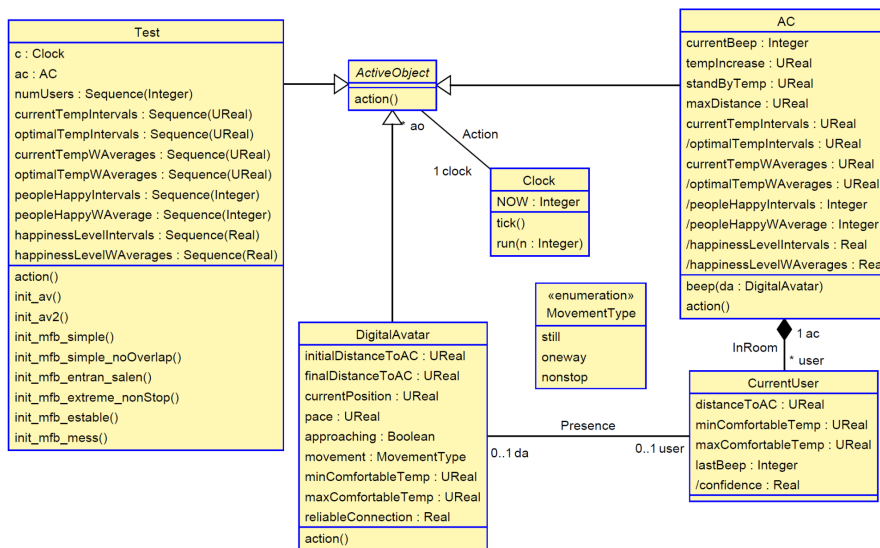 Test
c : Clock
ac : AC
numUsers : Sequence(Integer)
currentTempIntervals : Sequence(UReal)
optimalTempIntervals : Sequence(UReal)
currentTempWAverages : Sequence(UReal)
optimalTempWAverages : Sequence(UReal)
peopleHappyIntervals : Sequence(Integer)
peopleHappyWAverage : Sequence(Integer)
happinessLevelIntervals : Sequence(Real)
happinessLevelWAverages : Sequence(Real)
action()
init_av()
init_av2()
init_mfb_simple()
init_mfb_simple_noOverlap()
init_mfb_entran_salen()
init_mfb_extreme_nonStop()
init_mfb_estable()
init_mfb_mess()
ActiveObject
action()
* ao
Action
1 clock
Clock
NOW : Integer
tick()
run(n : Integer)
AC
currentBeep : Integer
tempIncrease : UReal
standByTemp : UReal
maxDistance : UReal
currentTempIntervals : UReal
/optimalTempIntervals : UReal
currentTempWAverages : UReal
/optimalTempWAverages : UReal
/peopleHappyIntervals : Integer
/peopleHappyWAverage : Integer
/happinessLevelIntervals : Real
/happinessLevelWAverages : Real
beep(da : DigitalAvatar)
action()
«enumeration»
MovementType
still
oneway
nonstop
1 ac
InRoom
* user
DigitalAvatar
initialDistanceToAC : UReal
finalDistanceToAC : UReal
currentPosition : UReal
pace : UReal
approaching : Boolean
movement : MovementType
minComfortableTemp : UReal
maxComfortableTemp : UReal
reliableConnection : Real
action()
Presence
0..1 da
0..1 user
CurrentUser
distanceToAC : UReal
minComfortableTemp : UReal
maxComfortableTemp : UReal
lastBeep : Integer
/confidence : Real